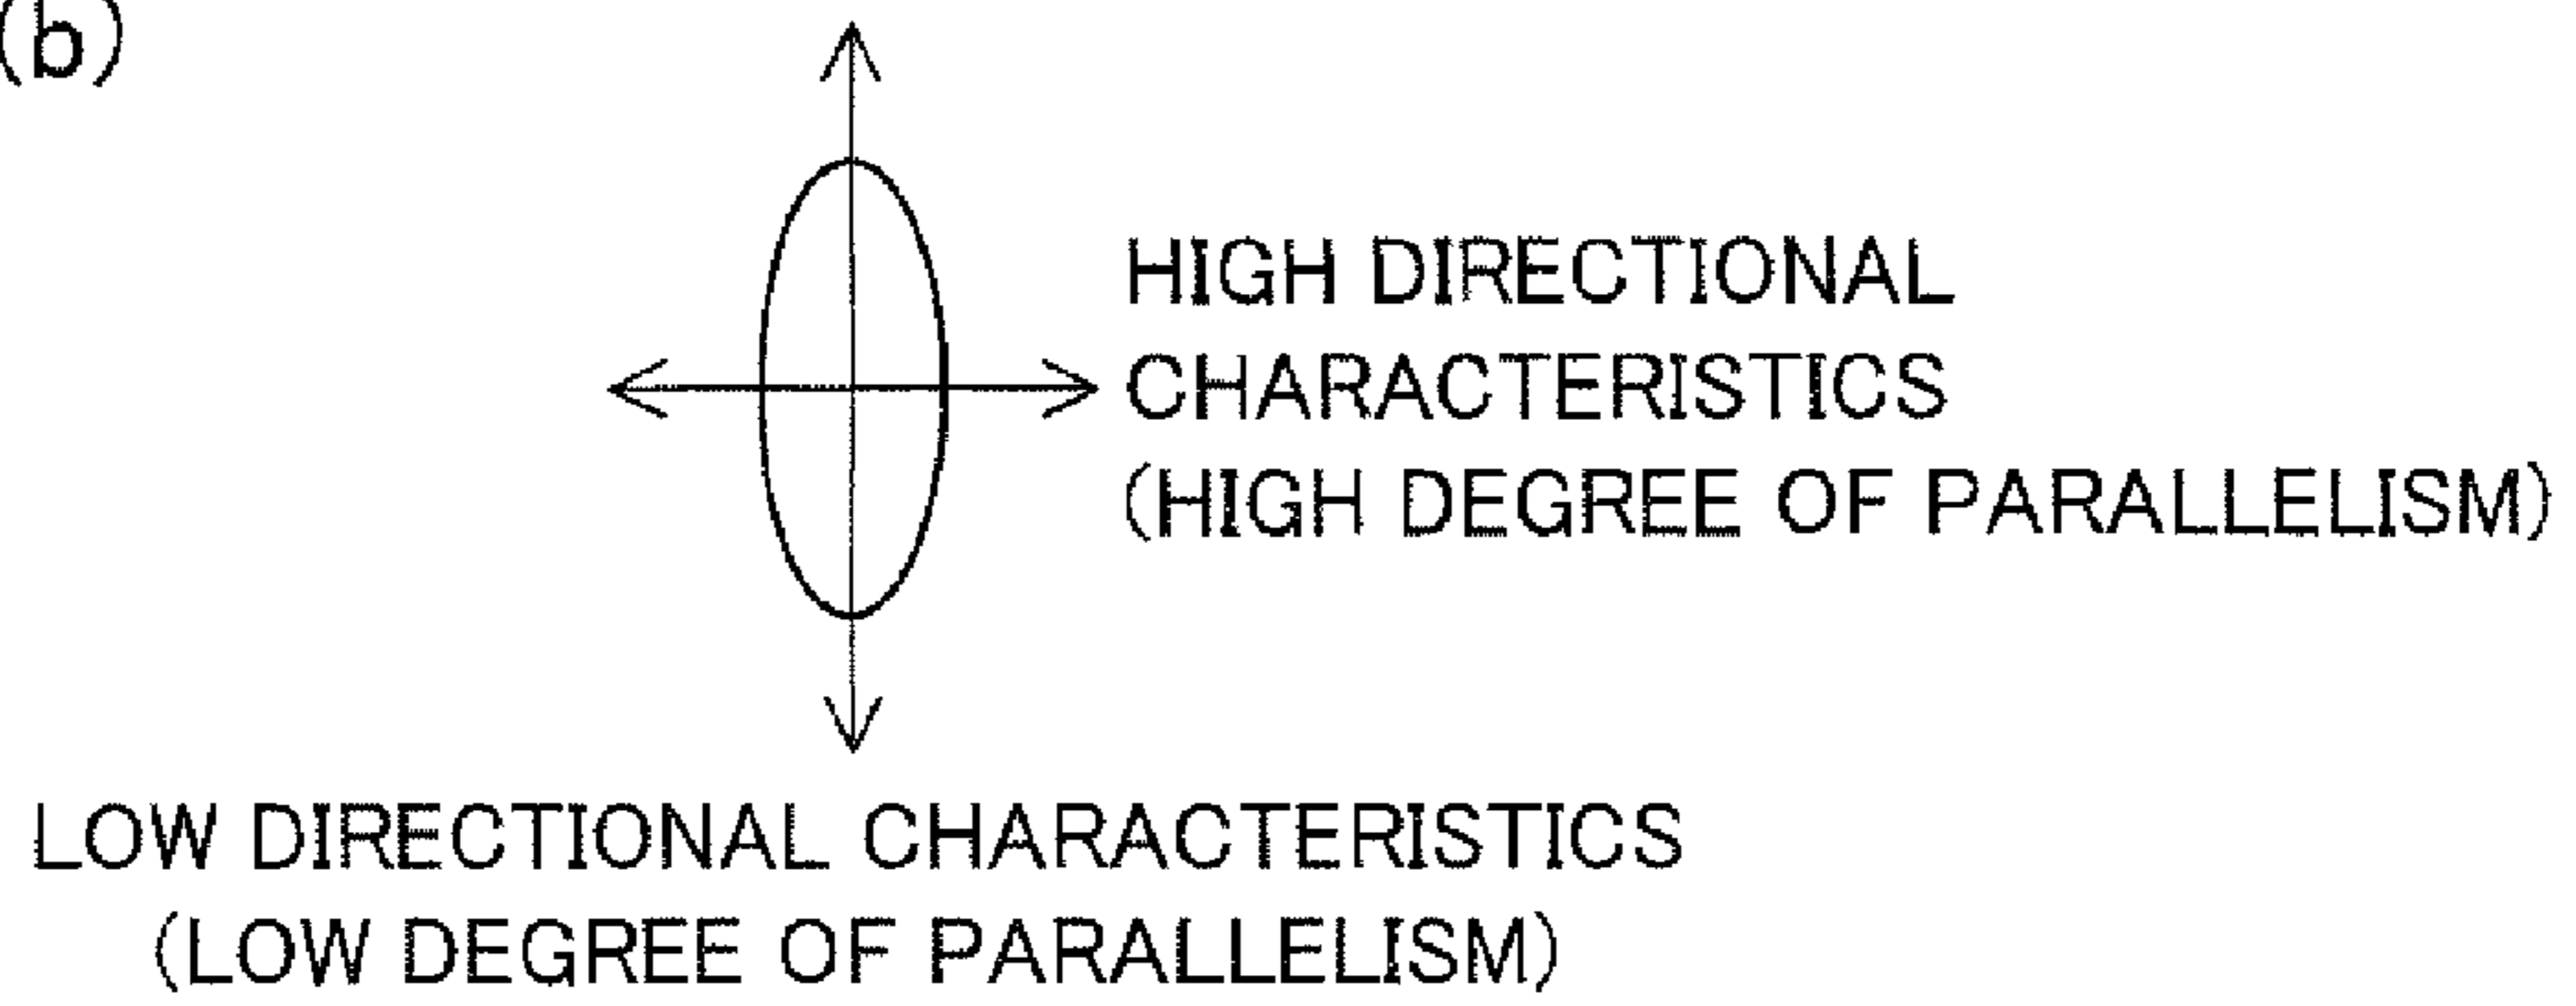 (b)
HIGH DIRECTIONAL
CHARACTERISTICS
(HIGH DEGREE OF PARALLELISM)
LOW DIRECTIONAL CHARACTERISTICS
(LOW DEGREE OF PARALLELISM)